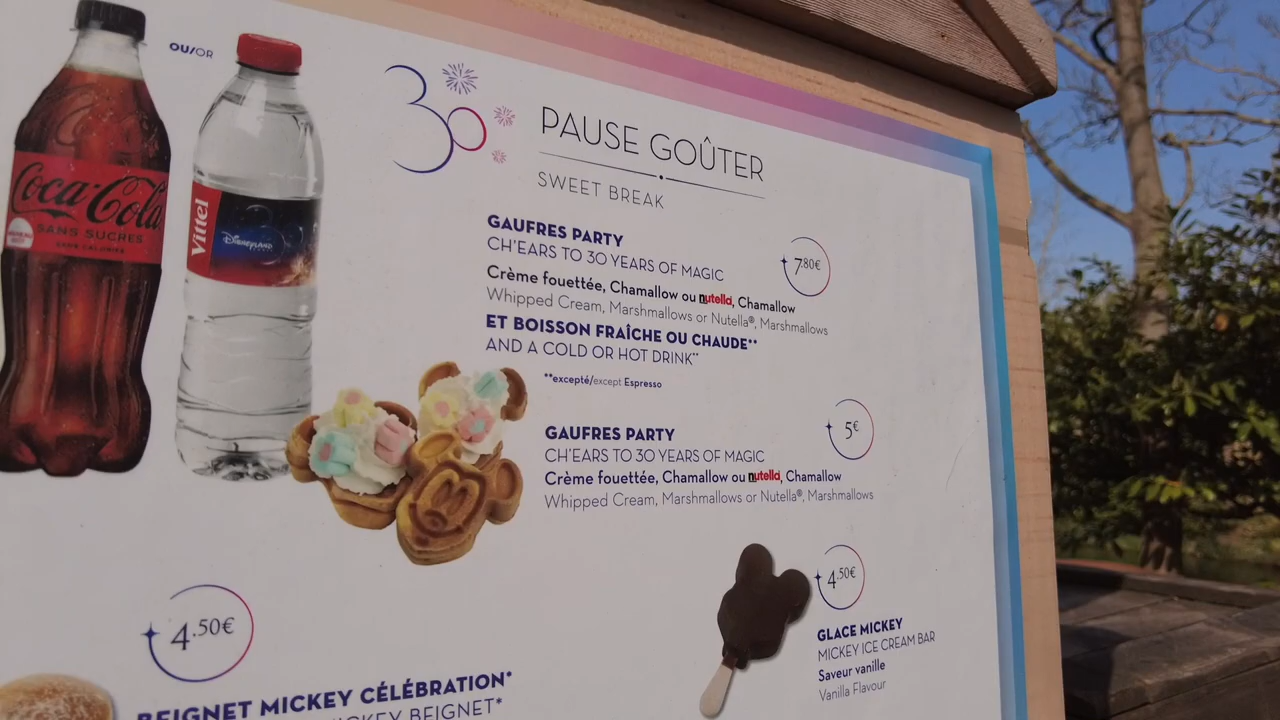 OU/OR
Coca-Cola
SANS SUCRES
SANS CALORIES
Vittel
Disneyland
30
PAUSE GOÛTER
SWEET BREAK
GAUFRES PARTY
CH'EARS TO 30 YEARS OF MAGIC
7.80€
Crème fouettée, Chamallow ou nutella, Chamallow
Whipped Cream, Marshmallows or Nutella®, Marshmallows
ET BOISSON FRAÎCHE OU CHAUDE**
AND A COLD OR HOT DRINK**
**excepté/except Espresso
GAUFRES PARTY
5€
CH'EARS TO 30 YEARS OF MAGIC
Crème fouettée, Chamallow ou nutella, Chamallow
Whipped Cream, Marshmallows or Nutella®, Marshmallows
4.50€
GLACE MICKEY
MICKEY ICE CREAM BAR
Saveur vanille
Vanilla Flavour
4.50€
BEIGNET MICKEY CÉLÉBRATION*
MICKEY BEIGNET*